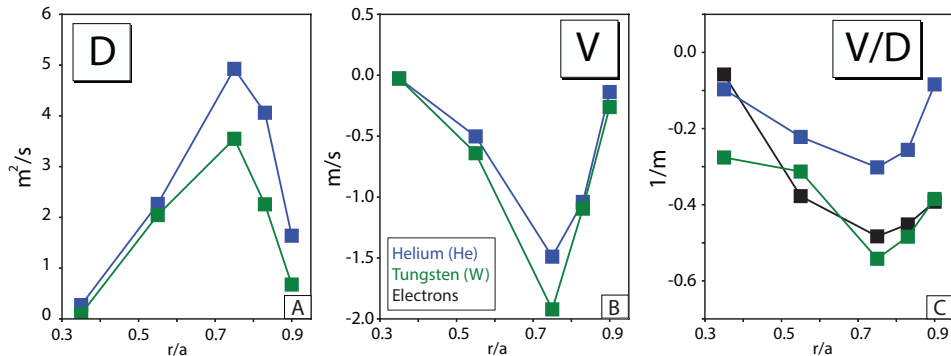 D
6
5
4
3
2
1
0
m²/s
0.3 0.5 0.7 0.9
r/a
A
V
0.5
0.0
-0.5
-1.0
-1.5
-2.0
m/s
Helium (He)
Tungsten (W)
Electrons
0.3 0.5 0.7 0.9
r/a
B
V/D
0.0
-0.2
-0.4
-0.6
1/m
0.3 0.5 0.7 0.9
r/a
C